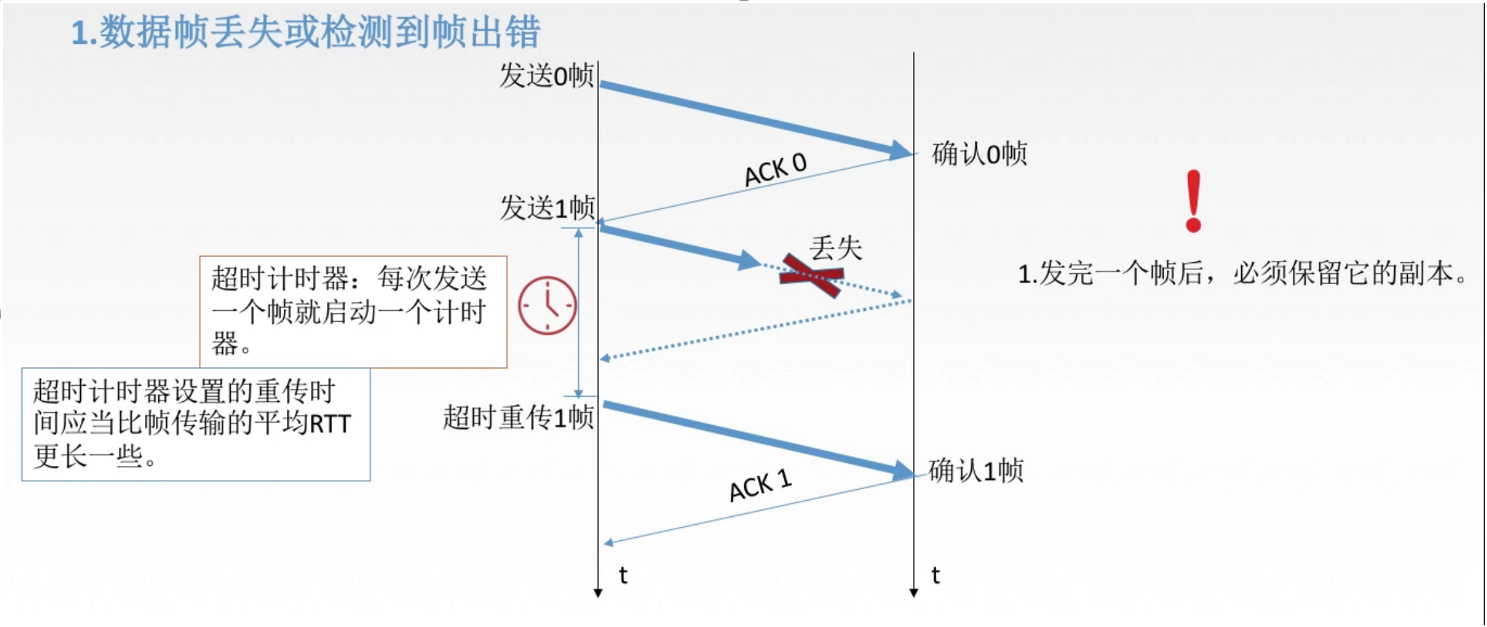 1.数据帧丢失或检测到帧出错
发送0帧
确认0帧
ACK 0
发送1帧
丢失
1.发完一个帧后，必须保留它的副本。
超时计时器：每次发送
一个帧就启动一个计时
器。
超时计时器设置的重传时
间应当比帧传输的平均RTT
更长一些。
超时重传1帧
确认1帧
ACK 1
t
t